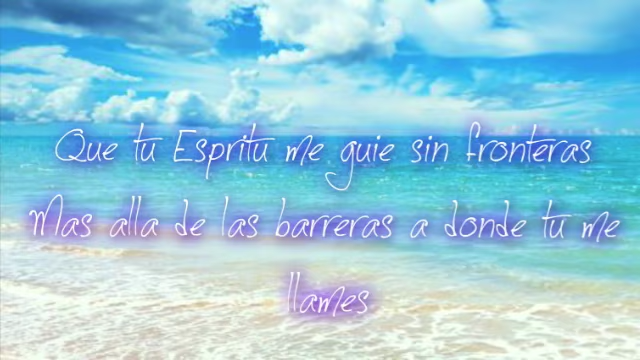 Que tu Espritu me guie sin fronteras
Mas alla de las barreras a donde tu me
llames